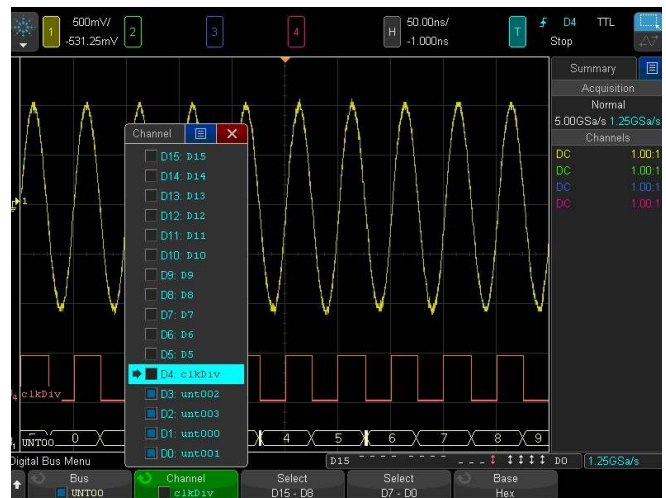 1 500mV/ 2 3 4 H 50.00ns/ T D4 TTL
-531.25mV -1.000ns Stop
Summary
Acquisition
Normal
5.00GSa/s 1.25GSa/s
Channels
DC 1.00:1
DC 1.00:1
DC 1.00:1
DC 1.00:1
1
Channel
D15: D15
D14: D14
D13: D13
D12: D12
D11: D11
D10: D10
D9: D9
D8: D8
D7: D7
D6: D6
D5: D5
D4: clkDiv
D3: unt002
D2: unt003
D1: unt000
D0: unt001
clkDiv
UNT00 0 4 5 6 7 8 9
Digital Bus Menu D15 D0 1.25GSa/s
Bus Channel Select Select Base
UNT00 clkDiv D15 - D8 D7 - D0 Hex